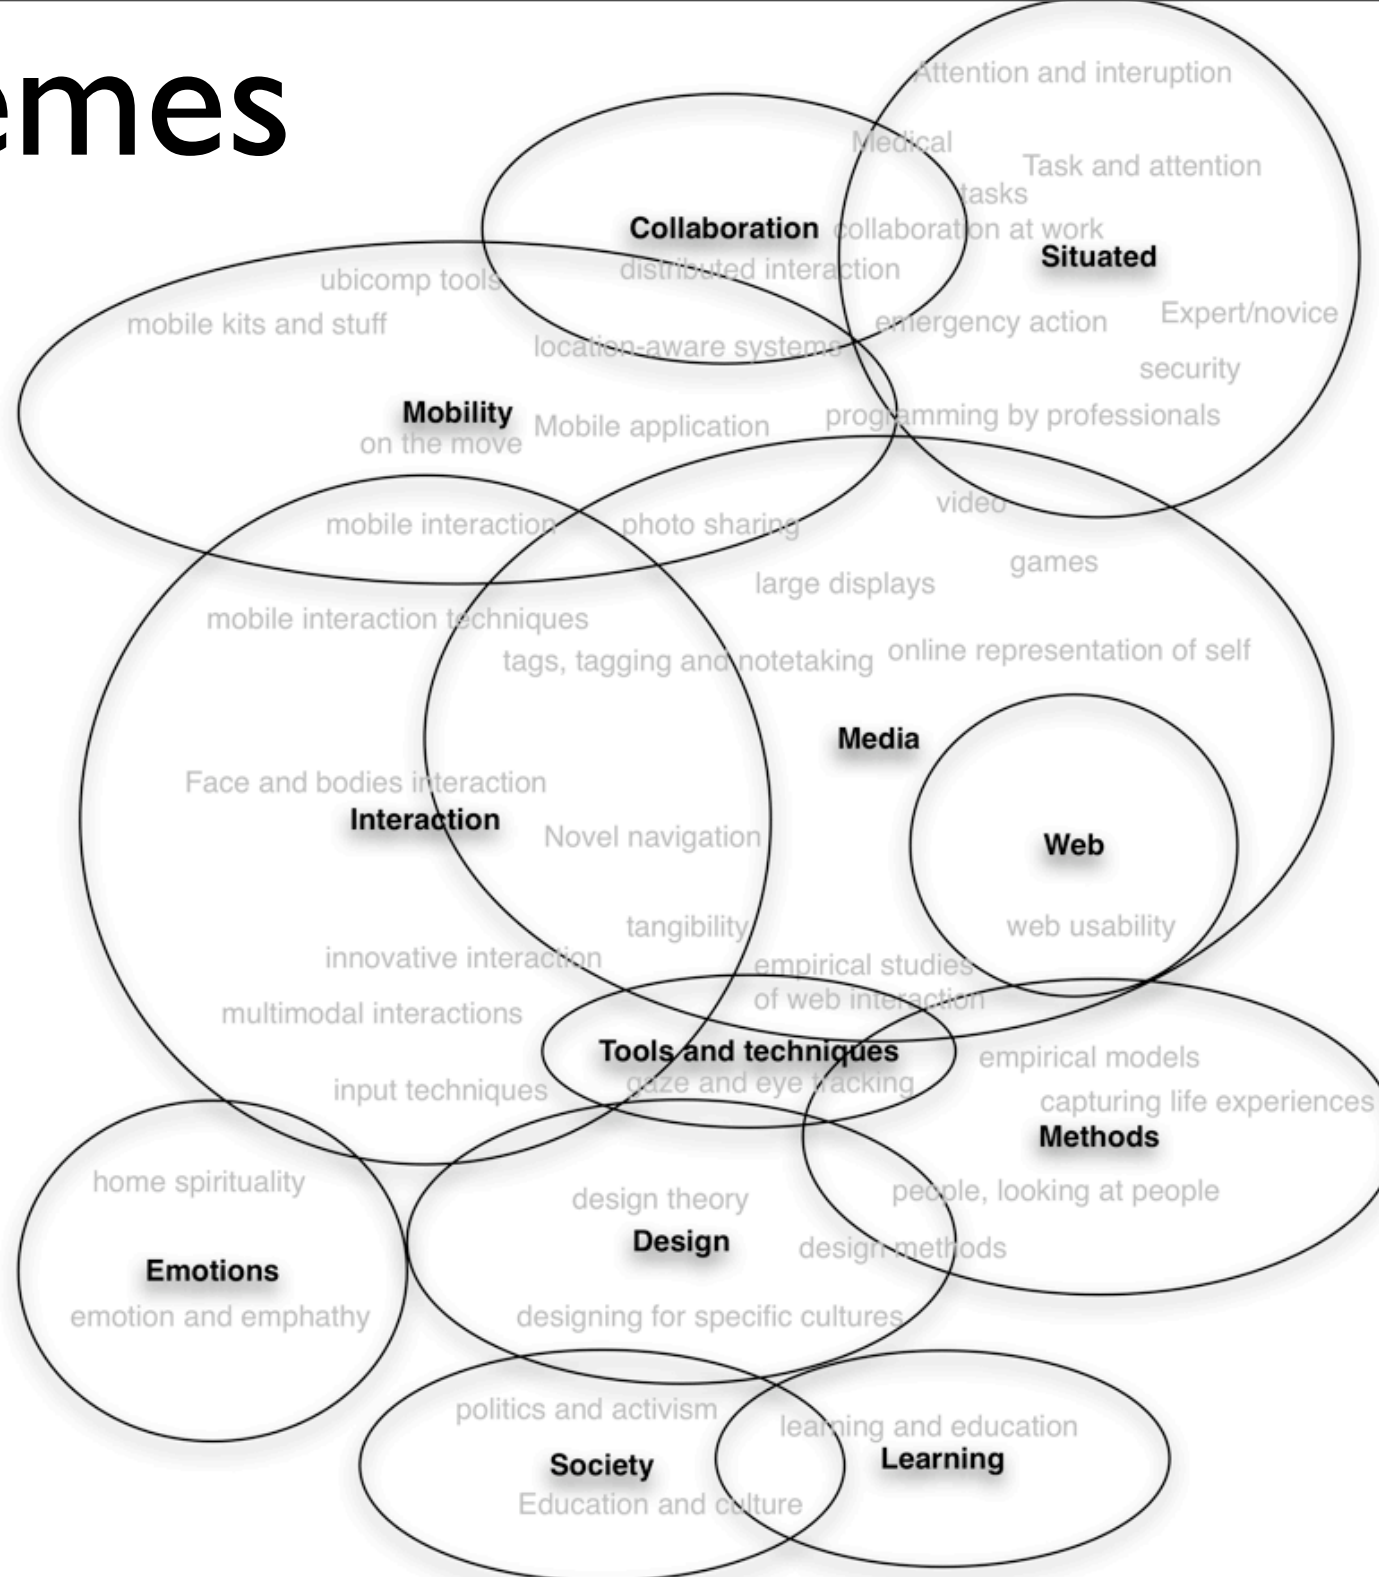 emes
Attention and interuption
Medical
Task and attention
tasks
Collaboration
collaboration at work
Situated
distributed interaction
ubicomp tools
Expert/novice
mobile kits and stuff
emergency action
location-aware systems
security
Mobility
programming by professionals
Mobile application
on the move
video
mobile interaction
photo sharing
games
large displays
mobile interaction techniques
online representation of self
tags, tagging and notetaking
Media
Face and bodies interaction
Interaction
Novel navigation
Web
tangibility
web usability
innovative interaction
empirical studies
of web interaction
multimodal interactions
Tools and techniques
empirical models
gaze and eye tracking
input techniques
capturing life experiences
Methods
home spirituality
people, looking at people
design theory
Design
design methods
Emotions
emotion and emphathy
designing for specific cultures
politics and activism
learning and education
Society
Learning
Education and culture